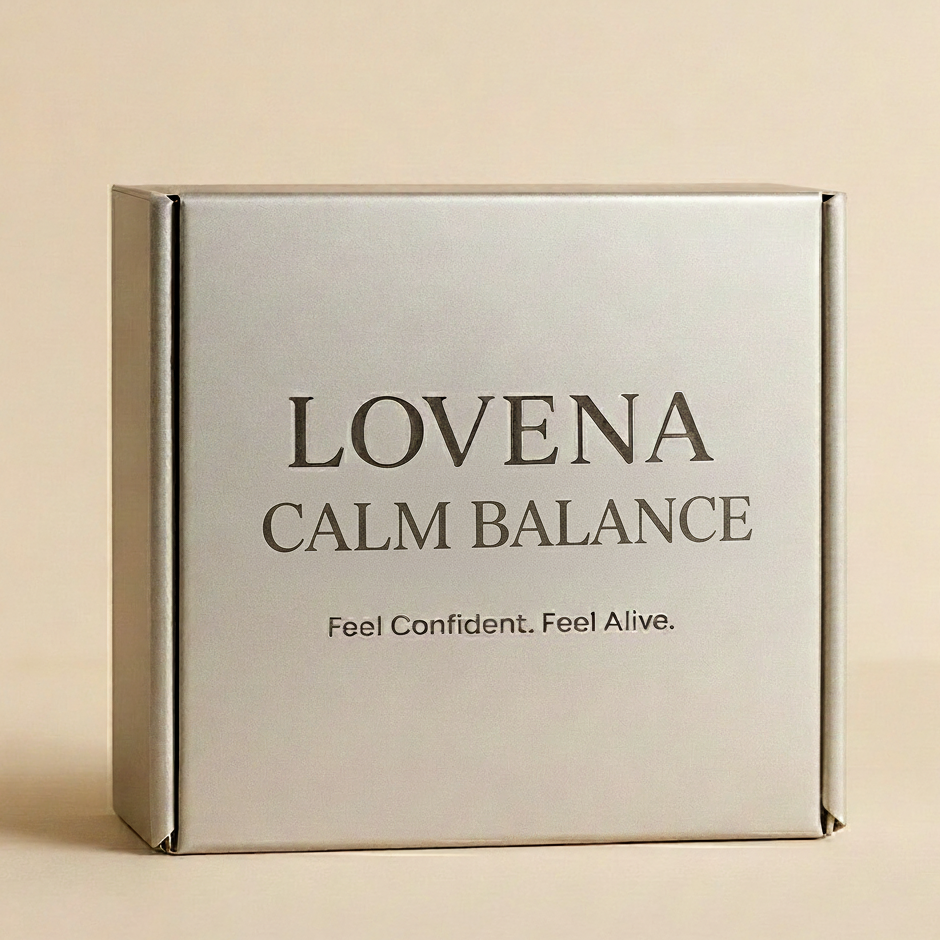 LOVENA
CALM BALANCE
Feel Confident. Feel Alive.